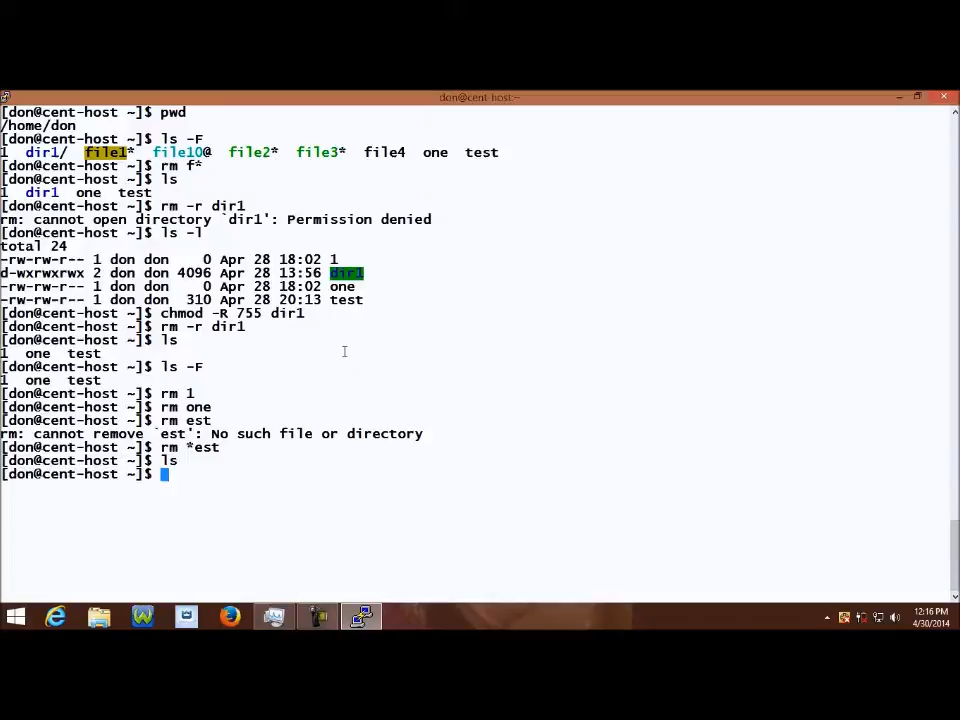 don@cent-host:~
[don@cent-host ~]$ pwd
/home/don
[don@cent-host ~]$ ls -F
1  dir1/  file1*  file10@  file2*  file3*  file4  one  test
[don@cent-host ~]$ rm f*
[don@cent-host ~]$ ls
1  dir1  one  test
[don@cent-host ~]$ rm -r dir1
rm: cannot open directory `dir1': Permission denied
[don@cent-host ~]$ ls -l
total 24
-rw-rw-r-- 1 don don    0 Apr 28 18:02 1
d-wxrwxrwx 2 don don 4096 Apr 28 13:56 dir1
-rw-rw-r-- 1 don don    0 Apr 28 18:02 one
-rw-rw-r-- 1 don don  310 Apr 28 20:13 test
[don@cent-host ~]$ chmod -R 755 dir1
[don@cent-host ~]$ rm -r dir1
[don@cent-host ~]$ ls
1  one  test
[don@cent-host ~]$ ls -F
1  one  test
[don@cent-host ~]$ rm 1
[don@cent-host ~]$ rm one
[don@cent-host ~]$ rm est
rm: cannot remove `est': No such file or directory
[don@cent-host ~]$ rm *est
[don@cent-host ~]$ ls
[don@cent-host ~]$
12:16 PM
4/30/2014